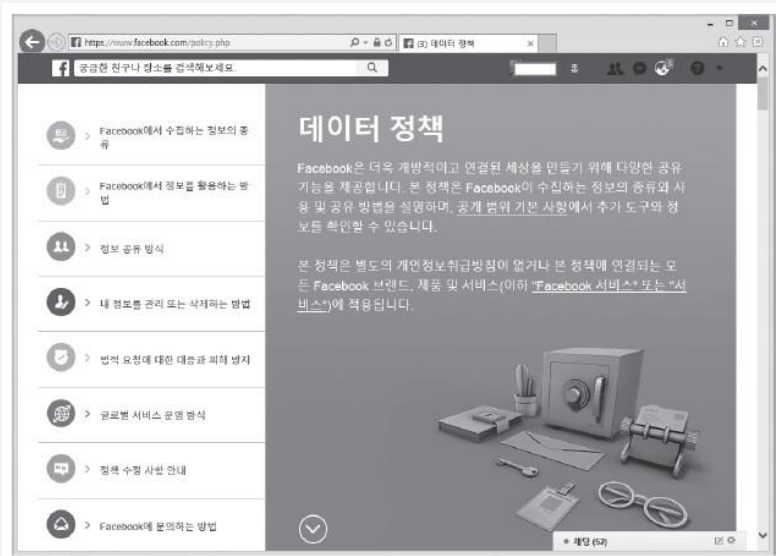 https://www.facebook.com/policy.php
(3) 데이터 정책
궁금한 친구나 장소를 검색해보세요.
홈
Facebook에서 수집하는 정보의 종
류
Facebook에서 정보를 활용하는 방
법
정보 공유 방식
내 정보를 관리 또는 삭제하는 방법
법적 요청에 대한 대응과 피해 방지
글로벌 서비스 운영 방식
정책 수정 사항 안내
Facebook에 문의하는 방법
데이터 정책
Facebook은 더욱 개방적이고 연결된 세상을 만들기 위해 다양한 공유
기능을 제공합니다. 본 정책은 Facebook이 수집하는 정보의 종류와 사
용 및 공유 방법을 설명하며, 공개 범위 기본 사항에서 추가 도구와 정
보를 확인할 수 있습니다.
본 정책은 별도의 개인정보취급방침이 없거나 본 정책에 연결되는 모
든 Facebook 브랜드, 제품 및 서비스(이하 "Facebook 서비스" 또는 "서
비스")에 적용됩니다.
채팅 (52)